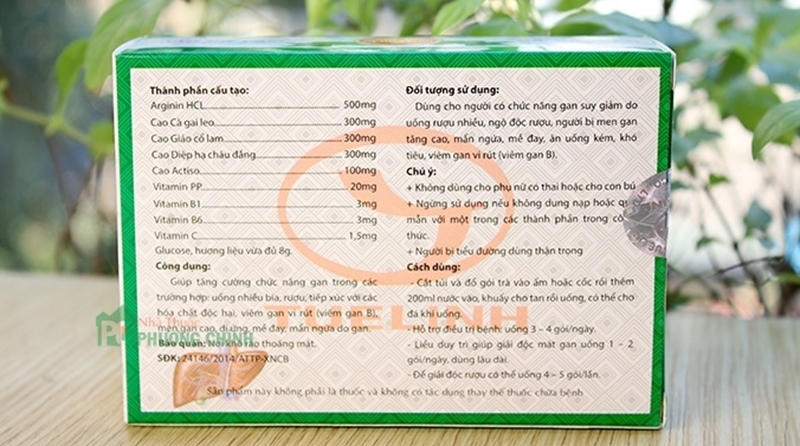 Thành phần cấu tạo:
Arginin HCL 500mg
Cao Cà gai leo 300mg
Cao Giảo cổ lam 300mg
Cao Diệp hạ châu đắng 300mg
Cao Actiso 100mg
Vitamin PP 20mg
Vitamin B1 3mg
Vitamin B6 3mg
Vitamin C 1,5mg
Glucose, hương liệu vừa đủ 8g.
Công dụng:
Giúp tăng cường chức năng gan trong các
trường hợp: uống nhiều bia, rượu, tiếp xúc với các
hóa chất độc hại, viêm gan vi rút (viêm gan B),
men gan cao, dị ứng, mề đay, mẩn ngứa do gan.
Bảo quản: Nơi khô ráo thoáng mát.
SĐK: 24146/2014/ATTP-XNCB
Đối tượng sử dụng:
Dùng cho người có chức năng gan suy giảm do
uống rượu nhiều, ngộ độc rượu, người bị men gan
tăng cao, mẩn ngứa, mề đay, ăn uống kém, khó
tiêu, viêm gan vi rút (viêm gan B).
Chú ý:
+ Không dùng cho phụ nữ có thai hoặc cho con bú
+ Ngừng sử dụng nếu không dung nạp hoặc
mẫn với một trong các thành phần trong
thức.
+ Người bị tiểu đường dùng thận trọng
Cách dùng:
- Cắt túi và đổ gói trà vào ấm hoặc cốc rồi thêm
200ml nước vào, khuấy cho tan rồi uống, có thể cho
đá khi uống.
- Hỗ trợ điều trị bệnh: uống 3 – 4 gói/ngày.
- Liều duy trì giúp giải độc mát gan uống 1 – 2
gói/ngày, dùng lâu dài.
- Để giải độc rượu có thể uống 4 – 5 gói/lần.
Sản phẩm này không phải là thuốc và không có tác dụng thay thế thuốc chữa bệnh
Nhà Thuốc
PHƯƠNG CHINH